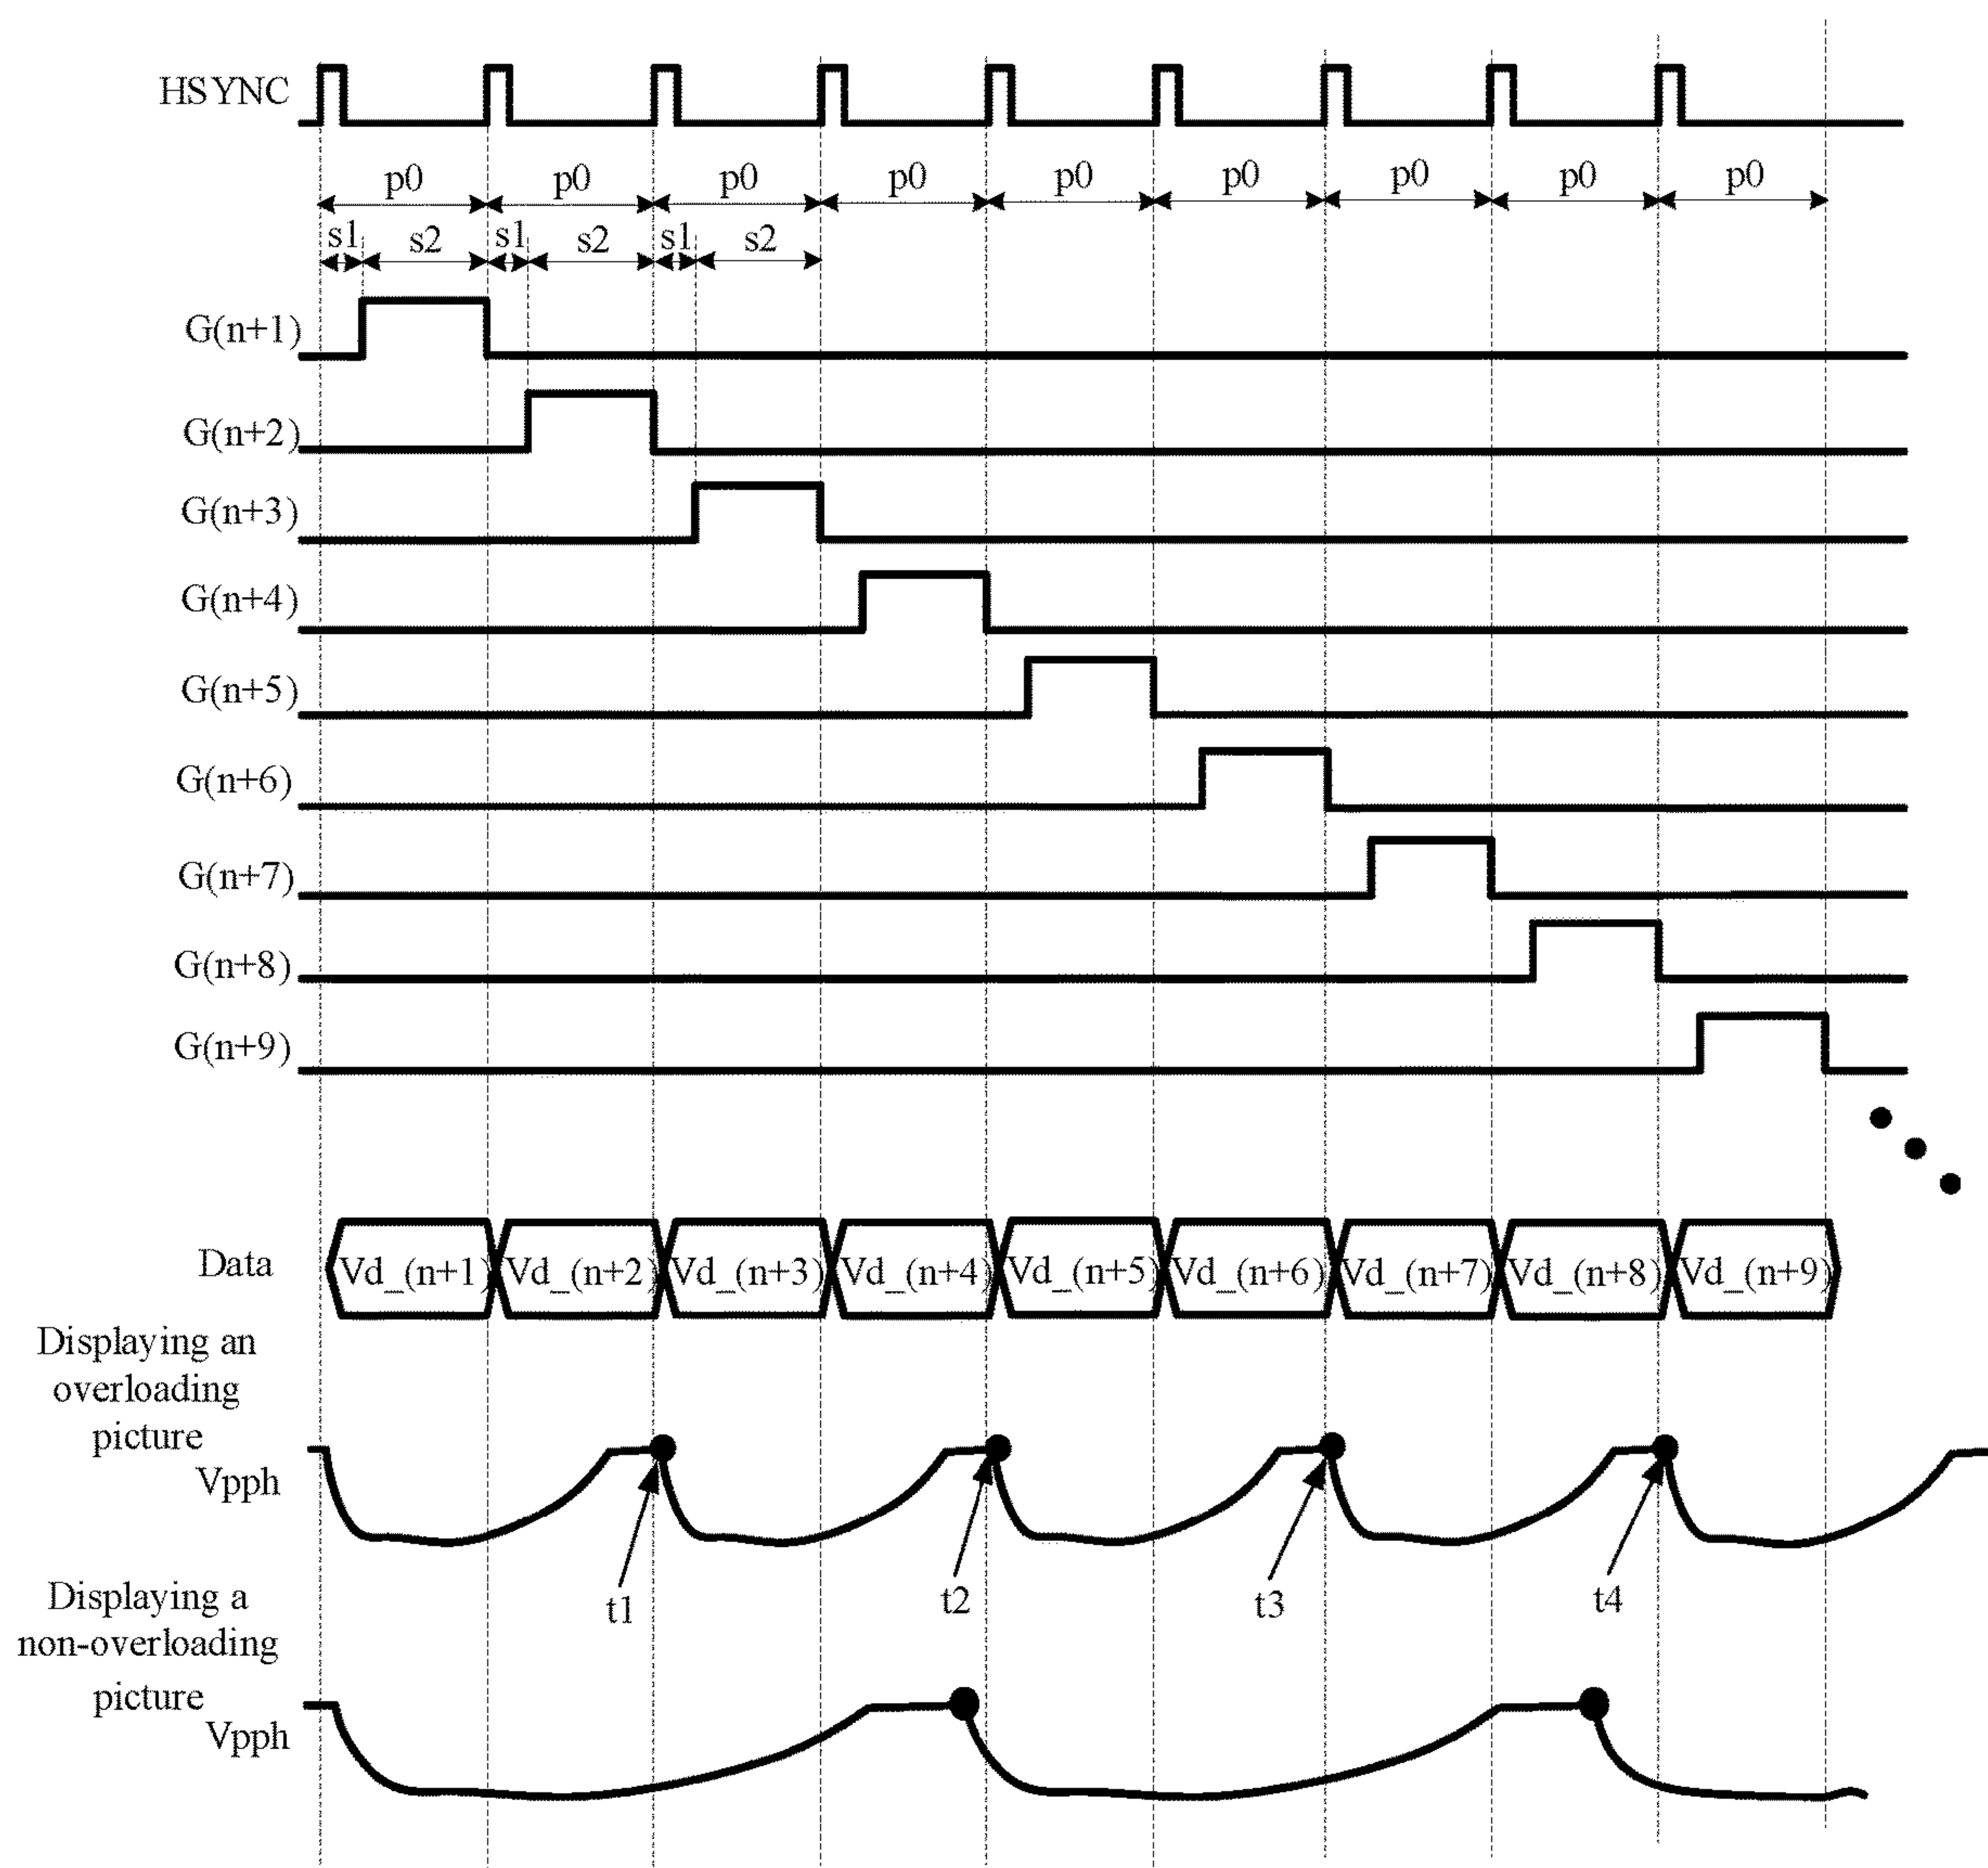 HSYNC
p0 p0 p0 p0 p0 p0 p0 p0 p0
s1 s2 s1 s2 s1 s2
G(n+1)
G(n+2)
G(n+3)
G(n+4)
G(n+5)
G(n+6)
G(n+7)
G(n+8)
G(n+9)
Data Vd_(n+1) Vd_(n+2) Vd_(n+3) Vd_(n+4) Vd_(n+5) Vd_(n+6) Vd_(n+7) Vd_(n+8) Vd_(n+9)
Displaying an
overloading
picture
Vpph
t1 t2 t3 t4
Displaying a
non-overloading
picture
Vpph